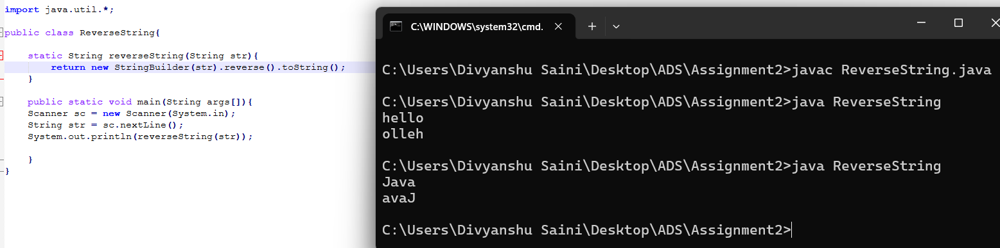 import java.util.*;
public class ReverseString{
static String reverseString(String str){
return new StringBuilder(str).reverse().toString();
}
public static void main(String args[]){
Scanner sc = new Scanner(System.in);
String str = sc.nextLine();
System.out.println(reverseString(str));
}
}
C:\WINDOWS\system32\cmd.
C:\Users\Divyanshu Saini\Desktop\ADS\Assignment2>javac ReverseString.java
C:\Users\Divyanshu Saini\Desktop\ADS\Assignment2>java ReverseString
hello
olleh
C:\Users\Divyanshu Saini\Desktop\ADS\Assignment2>java ReverseString
Java
avaJ
C:\Users\Divyanshu Saini\Desktop\ADS\Assignment2>